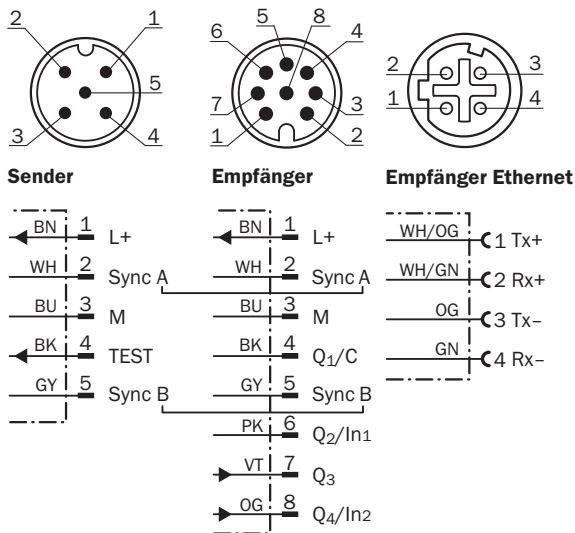 2 1
5
3 4
5 8
6 4
7 3
1 2
2 3
1 4
Sender
BN 1 L+
WH 2 Sync A
BU 3 M
BK 4 TEST
GY 5 Sync B
Empfänger
BN 1 L+
WH 2 Sync A
BU 3 M
BK 4 Q1/C
GY 5 Sync B
PK 6 Q2/In1
VT 7 Q3
OG 8 Q4/In2
Empfänger Ethernet
WH/OG 1 Tx+
WH/GN 2 Rx+
OG 3 Tx–
GN 4 Rx–